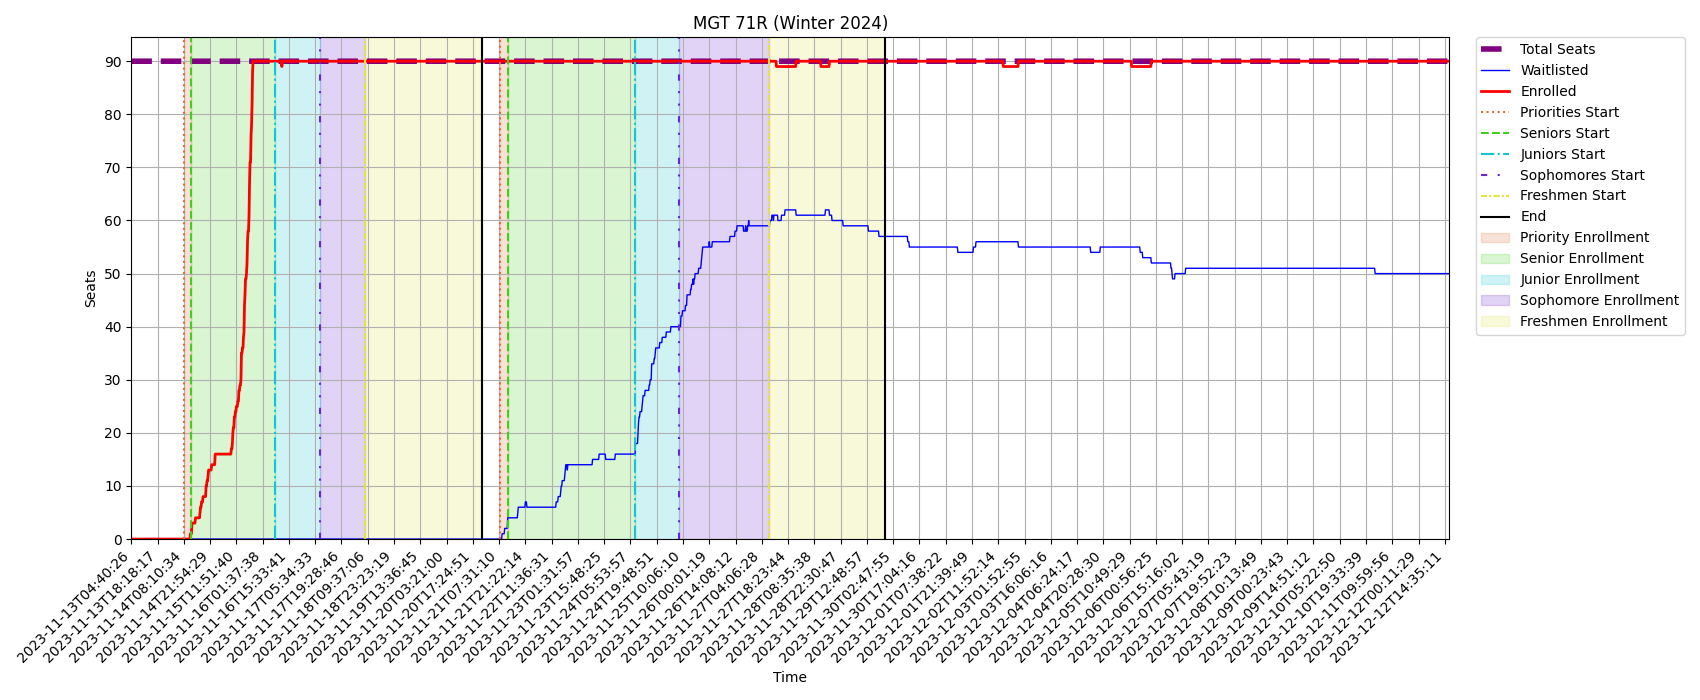 MGT 71R (Winter 2024)
Seats
90
80
70
60
50
40
30
20
10
0
2023-11-13T04:40:26
2023-11-13T18:18:17
2023-11-14T08:10:34
2023-11-14T21:54:29
2023-11-15T11:51:40
2023-11-16T01:37:38
2023-11-16T15:33:41
2023-11-17T05:34:33
2023-11-17T19:28:46
2023-11-18T09:37:06
2023-11-18T23:23:19
2023-11-19T13:36:45
2023-11-20T03:21:00
2023-11-20T17:24:51
2023-11-21T07:31:10
2023-11-21T21:22:14
2023-11-22T11:36:31
2023-11-23T01:31:57
2023-11-23T15:48:25
2023-11-24T05:53:57
2023-11-24T19:48:51
2023-11-25T10:06:10
2023-11-26T00:01:19
2023-11-26T14:08:12
2023-11-27T04:06:28
2023-11-27T18:23:44
2023-11-28T08:35:38
2023-11-28T22:30:47
2023-11-29T12:48:57
2023-11-30T02:47:55
2023-11-30T17:04:16
2023-12-01T07:38:22
2023-12-01T21:39:49
2023-12-02T11:52:14
2023-12-03T01:52:55
2023-12-03T16:06:16
2023-12-04T06:24:17
2023-12-04T20:28:30
2023-12-05T10:49:29
2023-12-06T00:56:25
2023-12-06T15:16:02
2023-12-07T05:43:19
2023-12-07T19:52:23
2023-12-08T10:13:49
2023-12-09T00:23:43
2023-12-09T14:51:12
2023-12-10T05:22:50
2023-12-10T19:33:39
2023-12-11T09:59:56
2023-12-12T00:11:29
2023-12-12T14:35:11
Time
Total Seats
Waitlisted
Enrolled
Priorities Start
Seniors Start
Juniors Start
Sophomores Start
Freshmen Start
End
Priority Enrollment
Senior Enrollment
Junior Enrollment
Sophomore Enrollment
Freshmen Enrollment